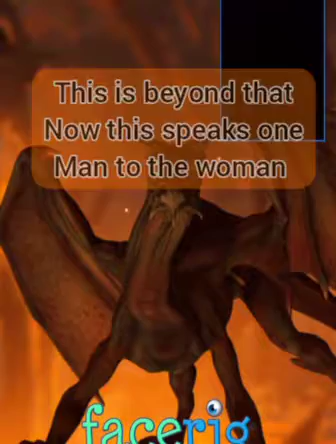 This is beyond that
Now this speaks one
Man to the woman
facerig